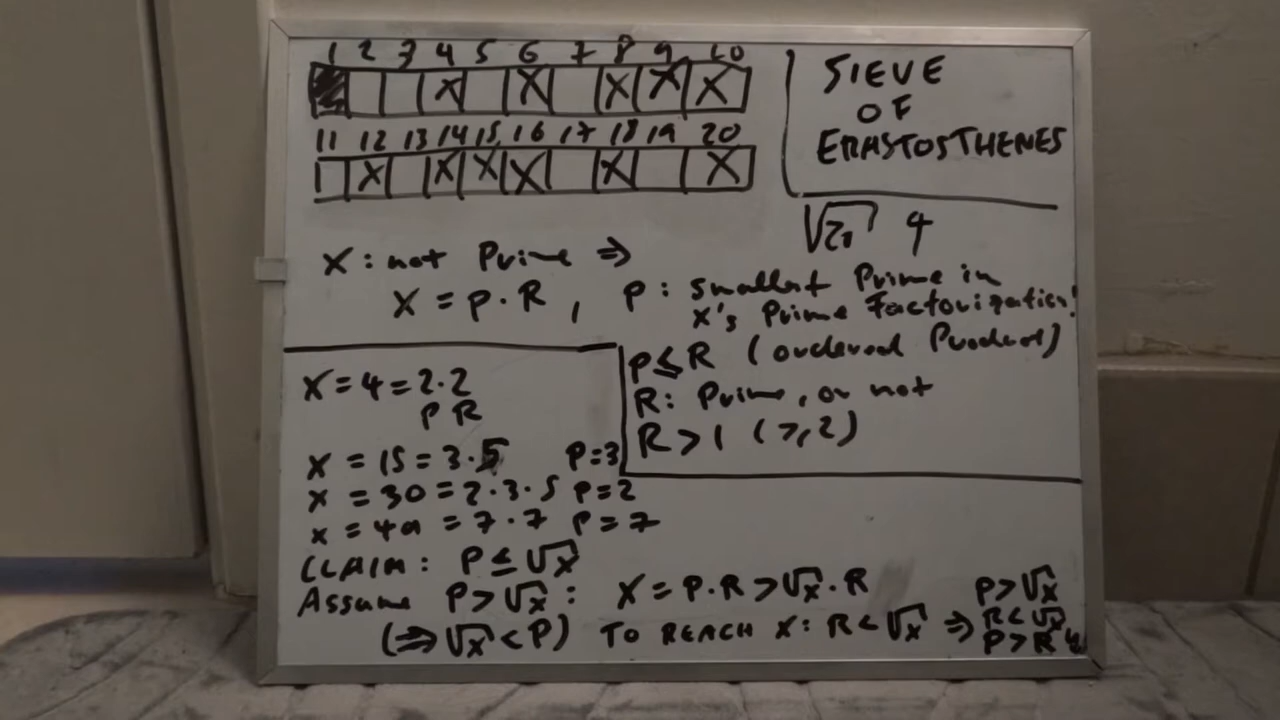 1 2 3 4 5 6 7 8 9 10
X X X X X
11 12 13 14 15 16 17 18 19 20
X X X X X X
SIEVE
OF
ERASTOSTHENES
4
X: not Prime ⇒
X = p · R, p: smallest Prime in
x's Prime Factorization!
p ≤ R (ordered Product)
R: Prime, or not
R > 1 (≥ 2)
X = 4 = 2·2
P R
X = 15 = 3·5 P=3
X = 30 = 2·3·5 P=2
X = 49 = 7·7 P=7
CLAIM: P ≤ √x
Assume P > √x: X = P·R > √x·R P > √x
(⇒ √x < P) TO REACH X: R < √x ⇒ R < √x
P > R